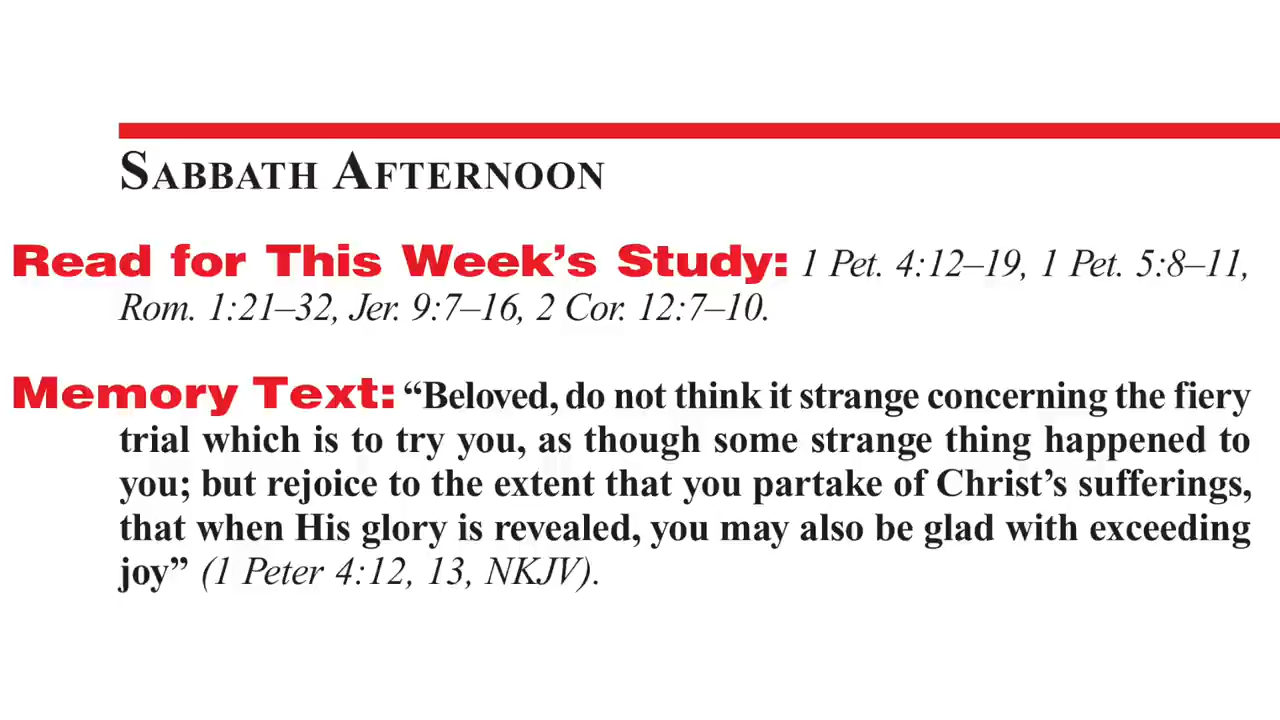 SABBATH AFTERNOON
Read for This Week’s Study: 1 Pet. 4:12–19, 1 Pet. 5:8–11,
Rom. 1:21–32, Jer. 9:7–16, 2 Cor. 12:7–10.
Memory Text: “Beloved, do not think it strange concerning the fiery
trial which is to try you, as though some strange thing happened to
you; but rejoice to the extent that you partake of Christ’s sufferings,
that when His glory is revealed, you may also be glad with exceeding
joy” (1 Peter 4:12, 13, NKJV).